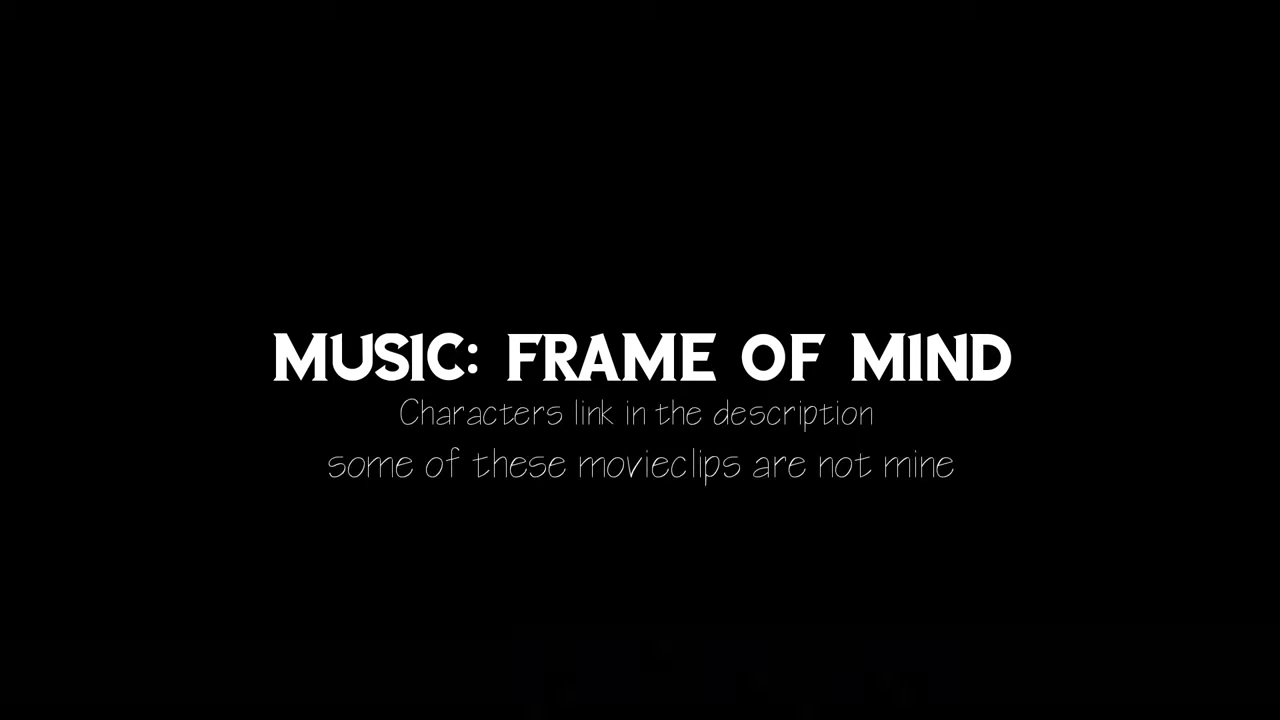 MUSIC: FRAME OF MIND
Characters link in the description
some of these movieclips are not mine